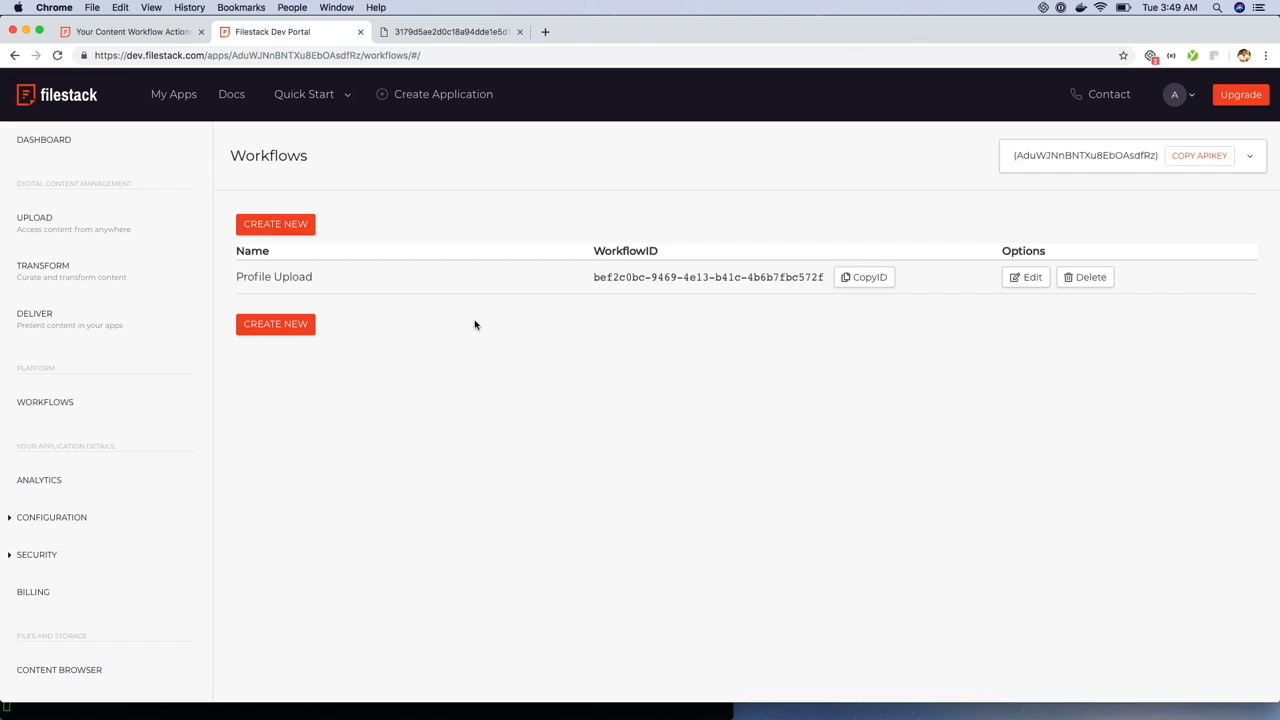 Chrome File Edit View History Bookmarks People Window Help Tue 3:49 AM
Your Content Workflow Actions Filestack Dev Portal 3179d5ae2d0c18a94dde1e5d1
https://dev.filestack.com/apps/AduWJNnBNTXu8EbOAsdfRz/workflows/#/
filestack My Apps Docs Quick Start Create Application Contact A Upgrade
DASHBOARD
DIGITAL CONTENT MANAGEMENT
UPLOAD
Access content from anywhere
TRANSFORM
Curate and transform content
DELIVER
Present content in your apps
PLATFORM
WORKFLOWS
YOUR APPLICATION DETAILS
ANALYTICS
CONFIGURATION
SECURITY
BILLING
FILES AND STORAGE
CONTENT BROWSER
Workflows
(AduWJNnBNTXu8EbOAsdfRz) COPY APIKEY
CREATE NEW
Name WorkflowID Options
Profile Upload bef2c0bc-9469-4e13-b41c-4b6b7fbc572f CopyID Edit Delete
CREATE NEW